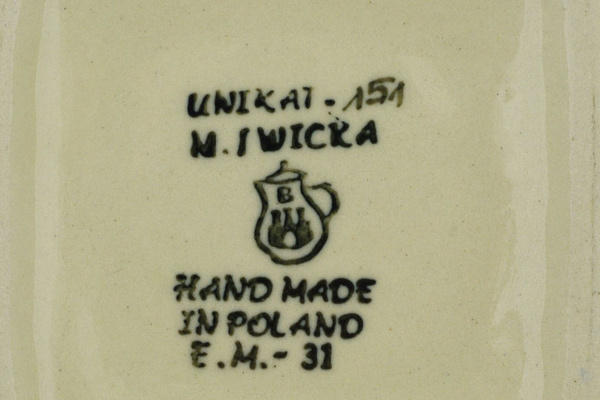 UNIKAT - 151
M. IWICKA
B
HAND MADE
IN POLAND
E.M.- 31